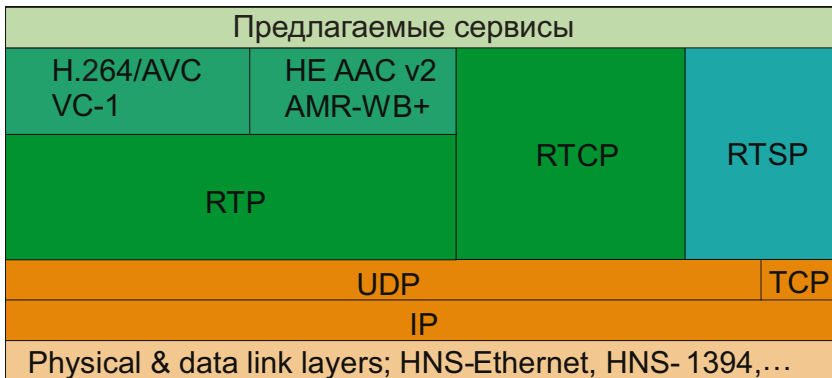 Предлагаемые сервисы
H.264/AVC
VC-1
HE AAC v2
AMR-WB+
RTP
RTCP
RTSP
UDP
TCP
IP
Physical & data link layers; HNS-Ethernet, HNS- 1394,…